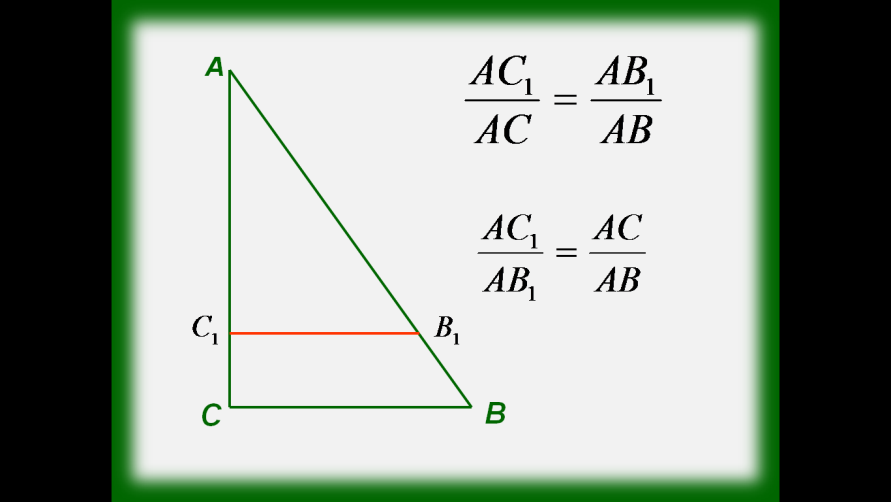 A
AC₁/AC = AB₁/AB
AC₁/AB₁ = AC/AB
C₁ B₁
C B